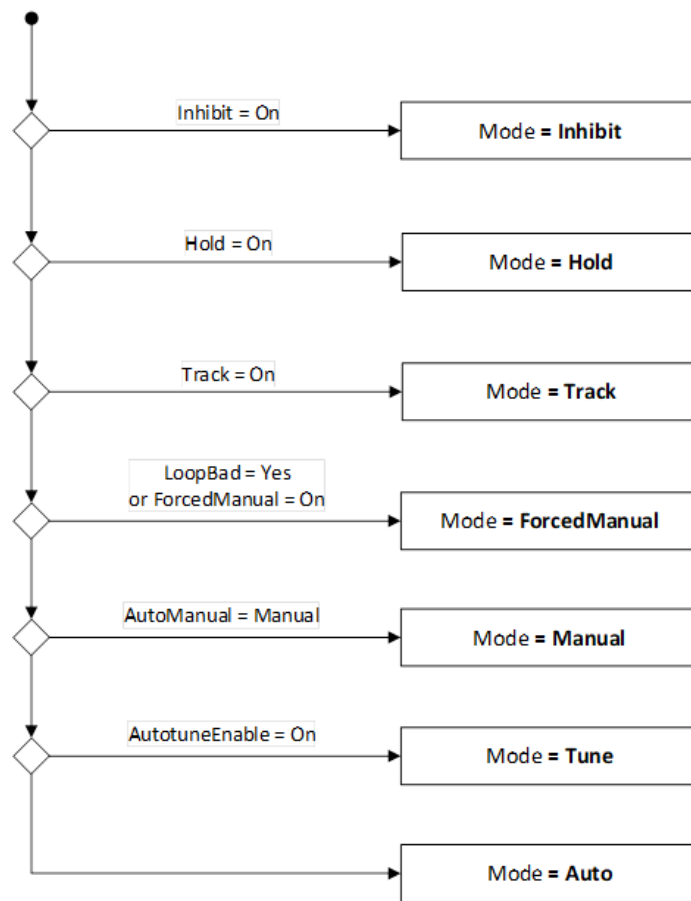 Inhibit = On
Mode = Inhibit
Hold = On
Mode = Hold
Track = On
Mode = Track
LoopBad = Yes
or ForcedManual = On
Mode = ForcedManual
AutoManual = Manual
Mode = Manual
AutotuneEnable = On
Mode = Tune
Mode = Auto